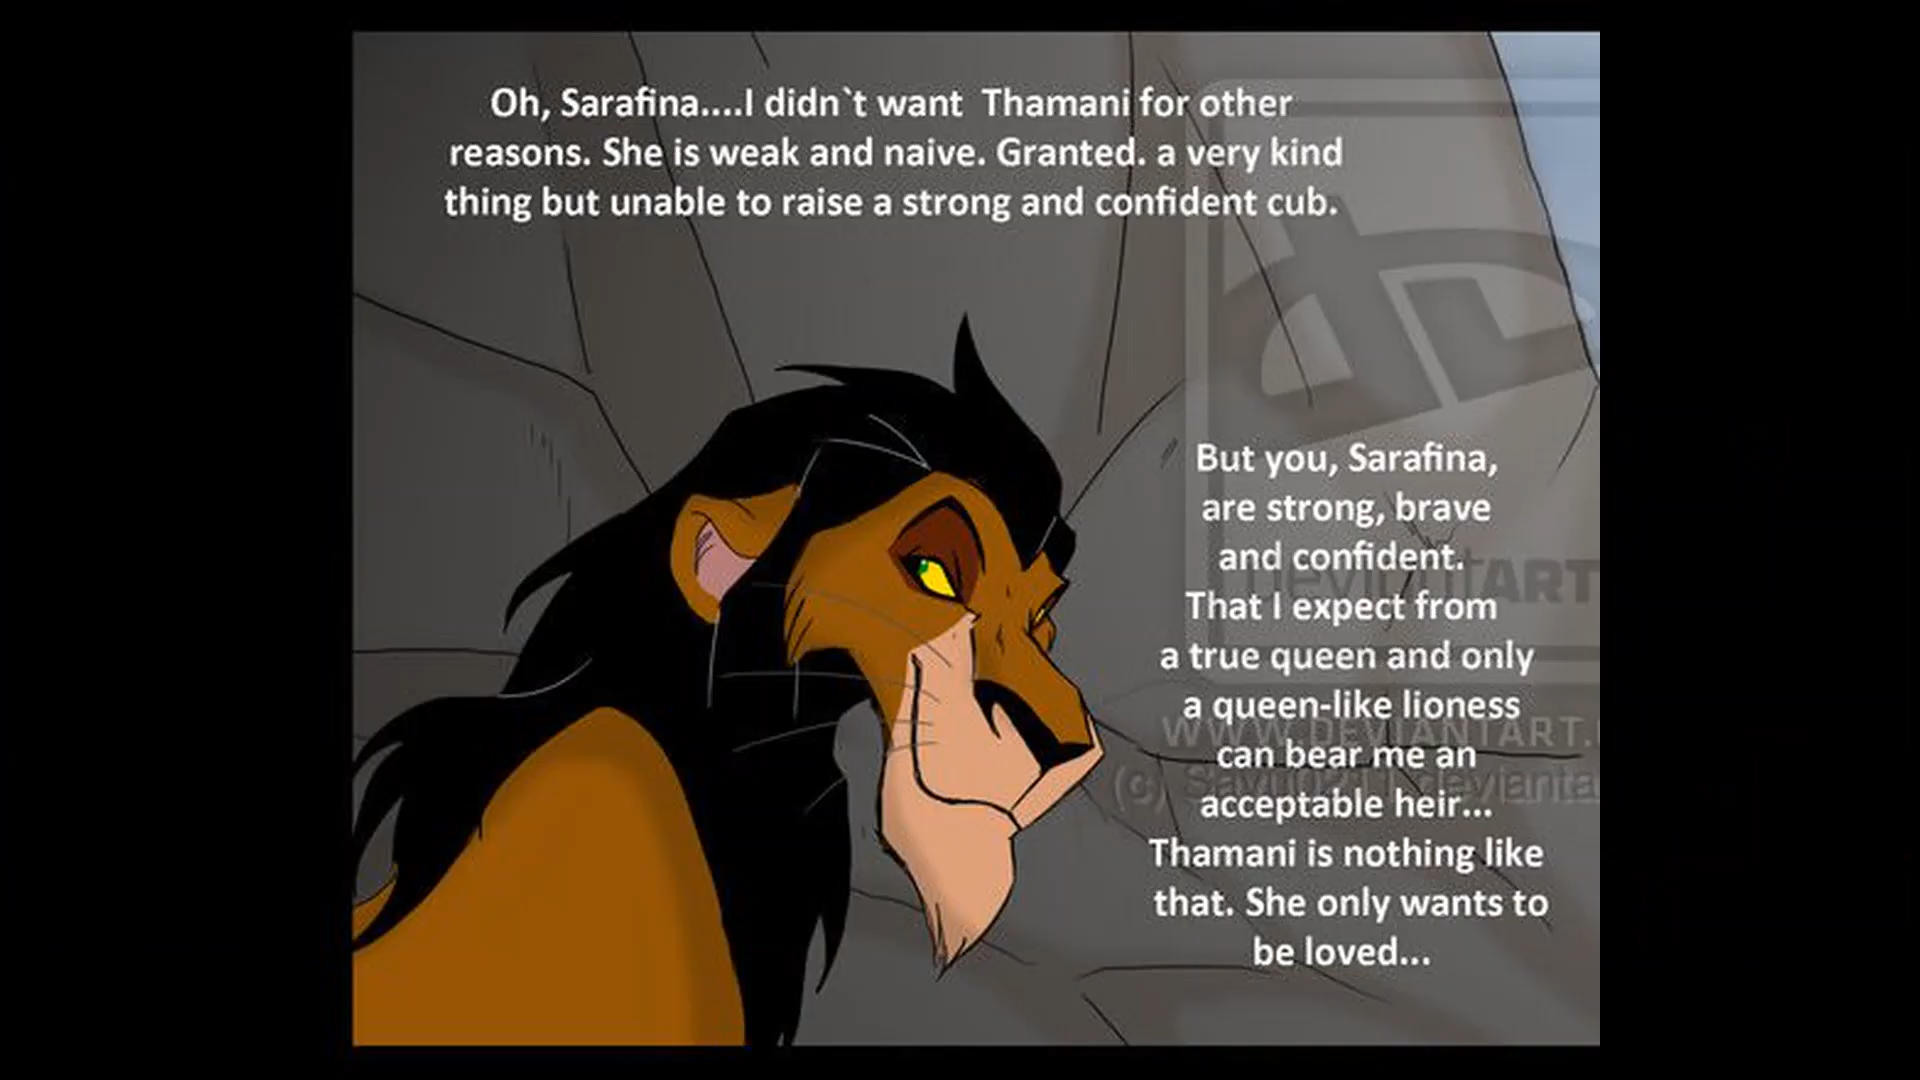 Oh, Sarafina....I didn`t want  Thamani for other
reasons. She is weak and naive. Granted. a very kind
thing but unable to raise a strong and confident cub.
But you, Sarafina,
are strong, brave
and confident.
That I expect from
a true queen and only
a queen-like lioness
can bear me an
acceptable heir...
Thamani is nothing like
that. She only wants to
be loved...
deviantART
WWW.DEVIANTART.
(c)